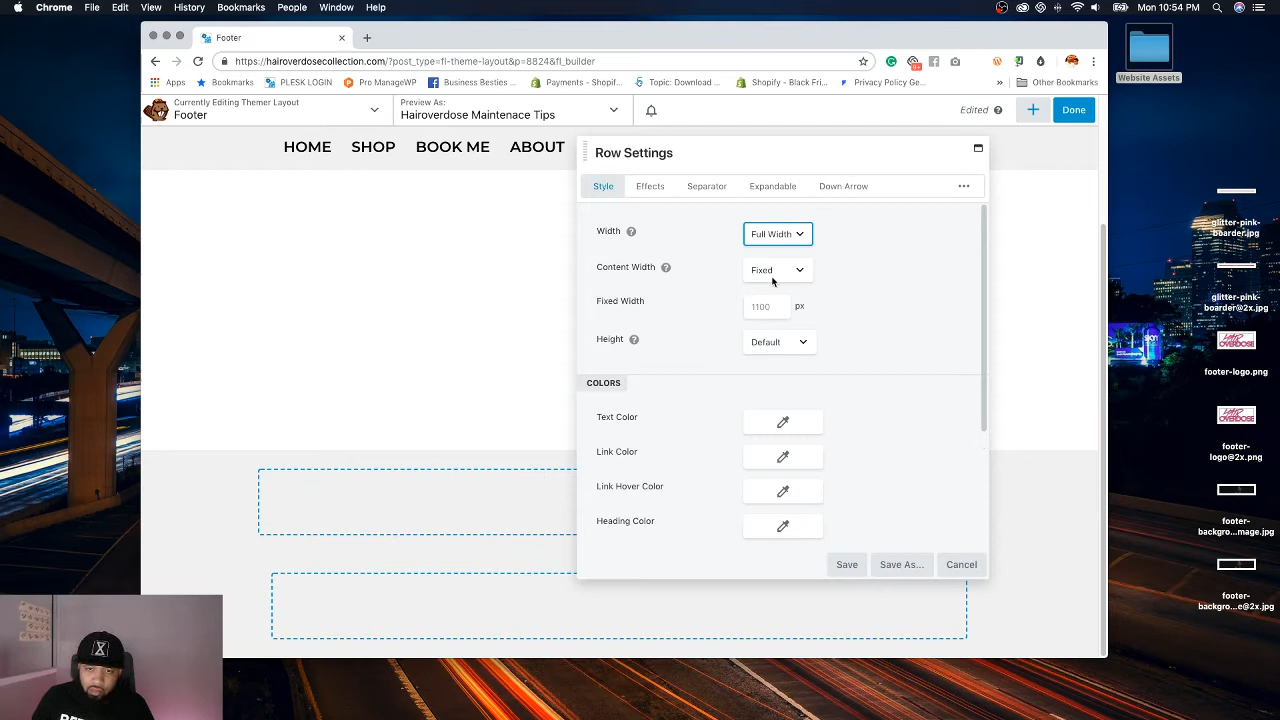 Chrome File Edit View History Bookmarks People Window Help
9+ Mon 10:54 PM
Footer
https://hairoverdosecollection.com/?post_type=fl-theme-layout&p=8824&fl_builder
9+
Apps Bookmarks PLESK LOGIN Pro ManageWP Business Besties ... Payments - Shopif... Topic: Download ... Shopify - Black Fri... Privacy Policy Gen... » Other Bookmarks
Currently Editing Themer Layout
Footer
Preview As:
Hairoverdose Maintenace Tips
Edited
Done
HOME SHOP BOOK ME ABOUT
Row Settings
Style Effects Separator Expandable Down Arrow ...
Width ? Full Width
Content Width ? Fixed
Fixed Width 1100 px
Height ? Default
COLORS
Text Color
Link Color
Link Hover Color
Heading Color
Save Save As... Cancel
Website Assets
glitter-pink-
boarder.jpg
glitter-pink-
boarder@2x.jpg
footer-logo.png
footer-
logo@2x.png
footer-
backgro...mage.jpg
footer-
backgro...e@2x.jpg